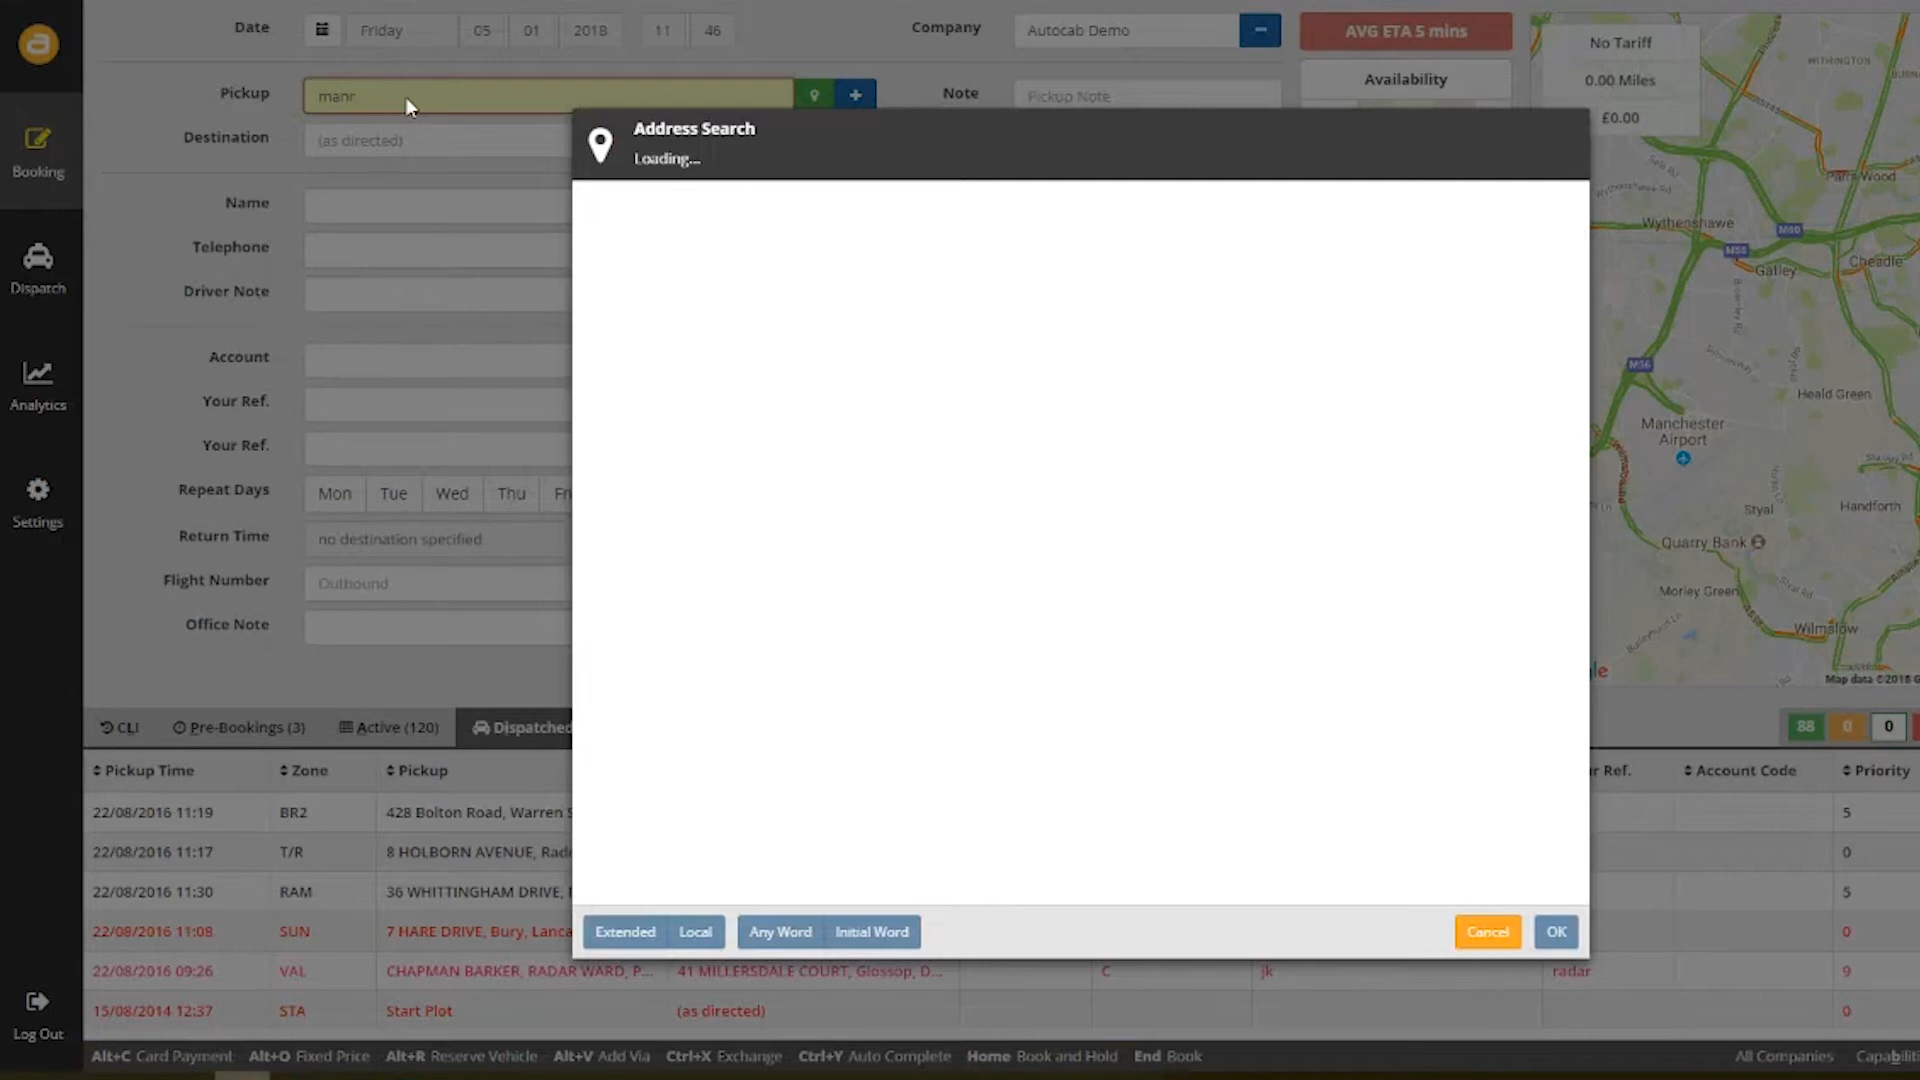 Date
Friday
05
01
2018
11
46
Company
Autocab Demo
AVG ETA 5 mins
No Tariff
0.00 Miles
£0.00
Availability
Pickup
manr
Note
Pickup Note
Destination
(as directed)
Address Search
Loading...
Booking
Dispatch
Analytics
Settings
Log Out
Name
Telephone
Driver Note
Account
Your Ref.
Your Ref.
Repeat Days
Mon
Tue
Wed
Thu
Fri
Return Time
no destination specified
Flight Number
Outbound
Office Note
WITHINGTON
Parrs Wood
Wythenshawe
M60
M56
Gatley
Cheadle
M56
Heald Green
Manchester
Airport
Styal
Handforth
Quarry Bank
Morley Green
Styal Rd
Wilmslow
Map data ©2018 G
CLI
Pre-Bookings (3)
Active (120)
Dispatched
88
0
0
Pickup Time
Zone
Pickup
r Ref.
Account Code
Priority
22/08/2016 11:19
BR2
428 Bolton Road, Warren S
5
22/08/2016 11:17
T/R
8 HOLBORN AVENUE, Rad
0
22/08/2016 11:30
RAM
36 WHITTINGHAM DRIVE,
5
22/08/2016 11:08
SUN
7 HARE DRIVE, Bury, Lanca
0
22/08/2016 09:26
VAL
CHAPMAN BARKER, RADAR WARD, P...
41 MILLERSDALE COURT, Glossop, D...
C
jk
radar
9
15/08/2014 12:37
STA
Start Plot
(as directed)
0
Extended
Local
Any Word
Initial Word
Cancel
OK
Alt+C Card Payment
Alt+O Fixed Price
Alt+R Reserve Vehicle
Alt+V Add Via
Ctrl+X Exchange
Ctrl+Y Auto Complete
Home Book and Hold
End Book
All Companies
Capabiliti